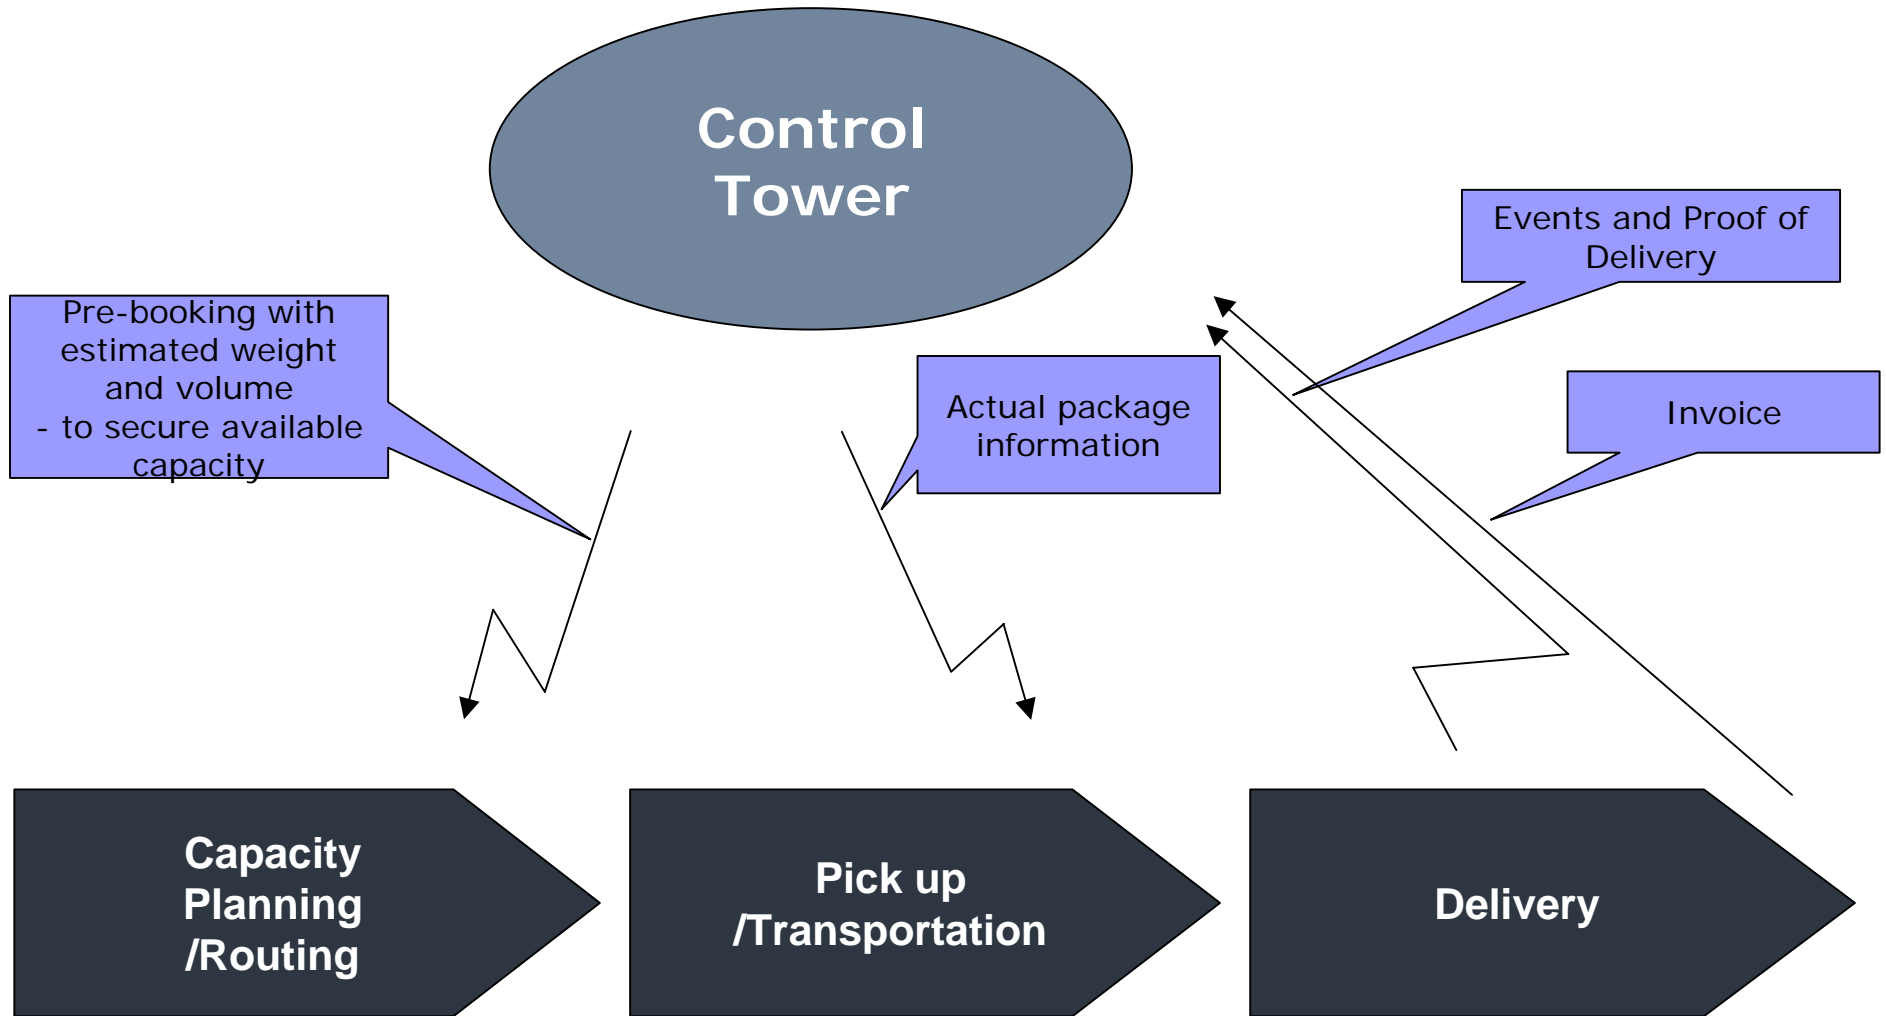 Control
Tower
Events and Proof of
Delivery
Pre-booking with
estimated weight
and volume
- to secure available
capacity
Actual package
information
Invoice
Capacity
Planning
/Routing
Pick up
/Transportation
Delivery